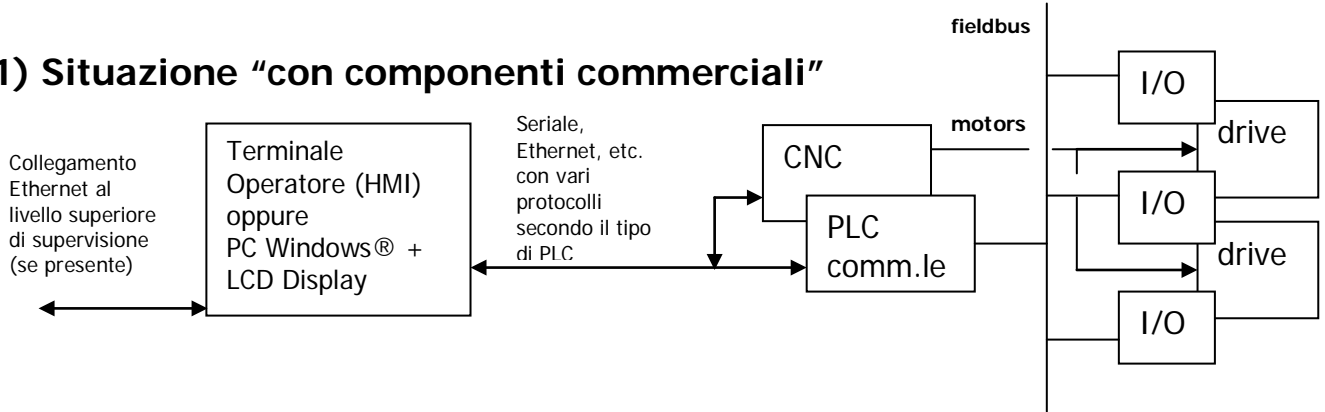 fieldbus
1) Situazione “con componenti commerciali”
Collegamento
Ethernet al
livello superiore
di supervisione
(se presente)
Terminale
Operatore (HMI)
oppure
PC Windows® +
LCD Display
Seriale,
Ethernet, etc.
con vari
protocolli
secondo il tipo
di PLC
CNC
PLC
comm.le
motors
I/O
drive
I/O
drive
I/O